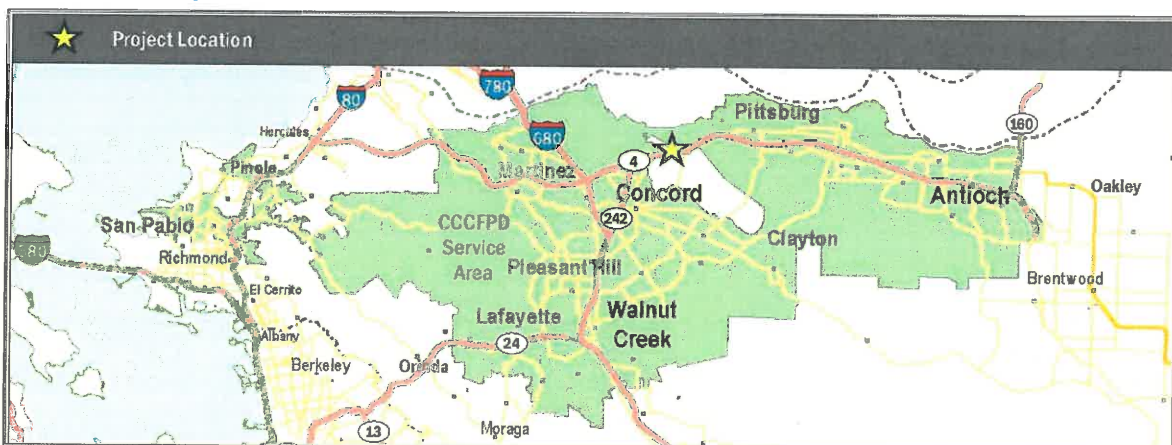 Project Location
80
780
680
160
Hercules
Pinole
San Pablo
Richmond
El Cerrito
Albany
Berkeley
Orinda
Moraga
13
24
Lafayette
CCCFPD
Service
Area
Martinez
4
Concord
242
Pleasant Hill
Walnut
Creek
Clayton
Pittsburg
Antioch
Oakley
Brentwood